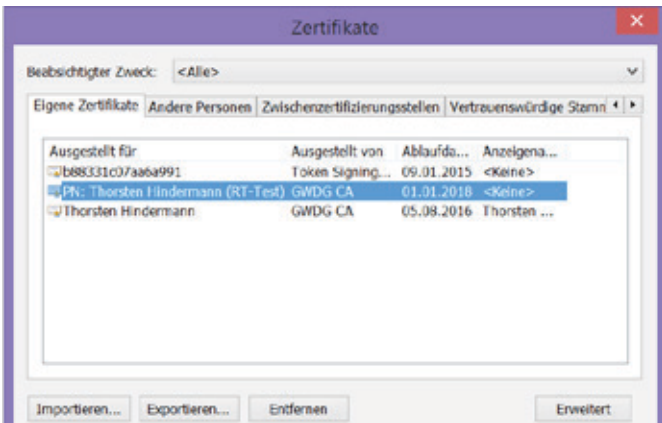 Zertifikate
Beabsichtigter Zweck: <Alle>
Eigene Zertifikate Andere Personen Zwischenzertifizierungsstellen Vertrauenswürdige Stamm
Ausgestellt für Ausgestellt von Ablaufda... Anzeigena...
b88331c07aa6a991 Token Signing... 09.01.2015 <Keine>
PN: Thorsten Hindermann (RT-Test) GWDG CA 01.01.2018 <Keine>
Thorsten Hindermann GWDG CA 05.08.2016 Thorsten ...
Importieren... Exportieren... Entfernen Erweitert